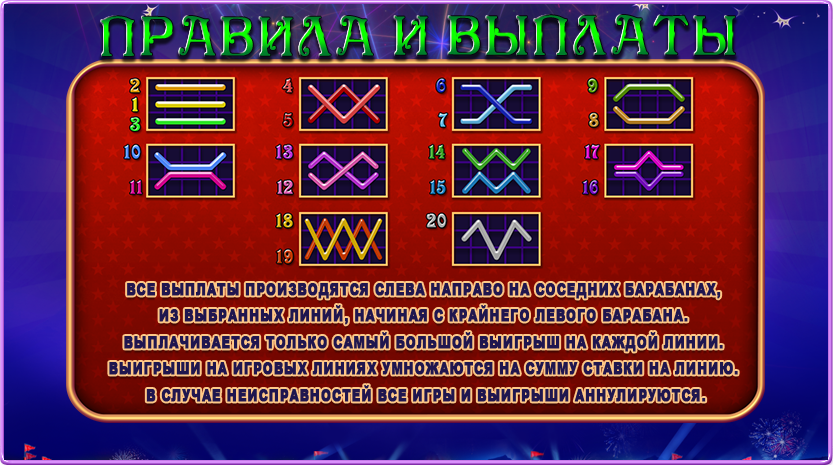 ПРАВИЛА И ВЫПЛАТЫ
2 4 6 9
1
3 5 7 8
10 13 14 17
11 12 15 16
18 20
19
ВСЕ ВЫПЛАТЫ ПРОИЗВОДЯТСЯ СЛЕВА НАПРАВО НА СОСЕДНИХ БАРАБАНАХ,
ИЗ ВЫБРАННЫХ ЛИНИЙ, НАЧИНАЯ С КРАЙНЕГО ЛЕВОГО БАРАБАНА.
ВЫПЛАЧИВАЕТСЯ ТОЛЬКО САМЫЙ БОЛЬШОЙ ВЫИГРЫШ НА КАЖДОЙ ЛИНИИ.
ВЫИГРЫШИ НА ИГРОВЫХ ЛИНИЯХ УМНОЖАЮТСЯ НА СУММУ СТАВКИ НА ЛИНИЮ.
В СЛУЧАЕ НЕИСПРАВНОСТЕЙ ВСЕ ИГРЫ И ВЫИГРЫШИ АННУЛИРУЮТСЯ.